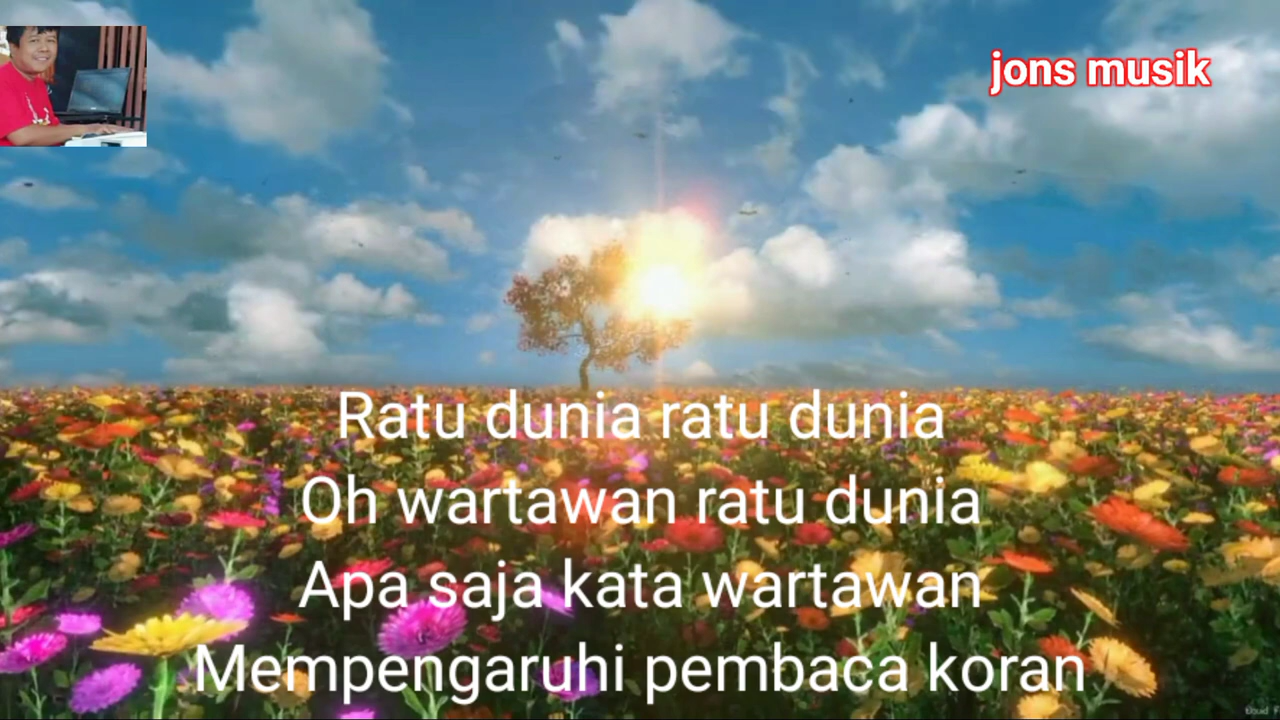 jons musik
Ratu dunia ratu dunia
Oh wartawan ratu dunia
Apa saja kata wartawan
Mempengaruhi pembaca koran